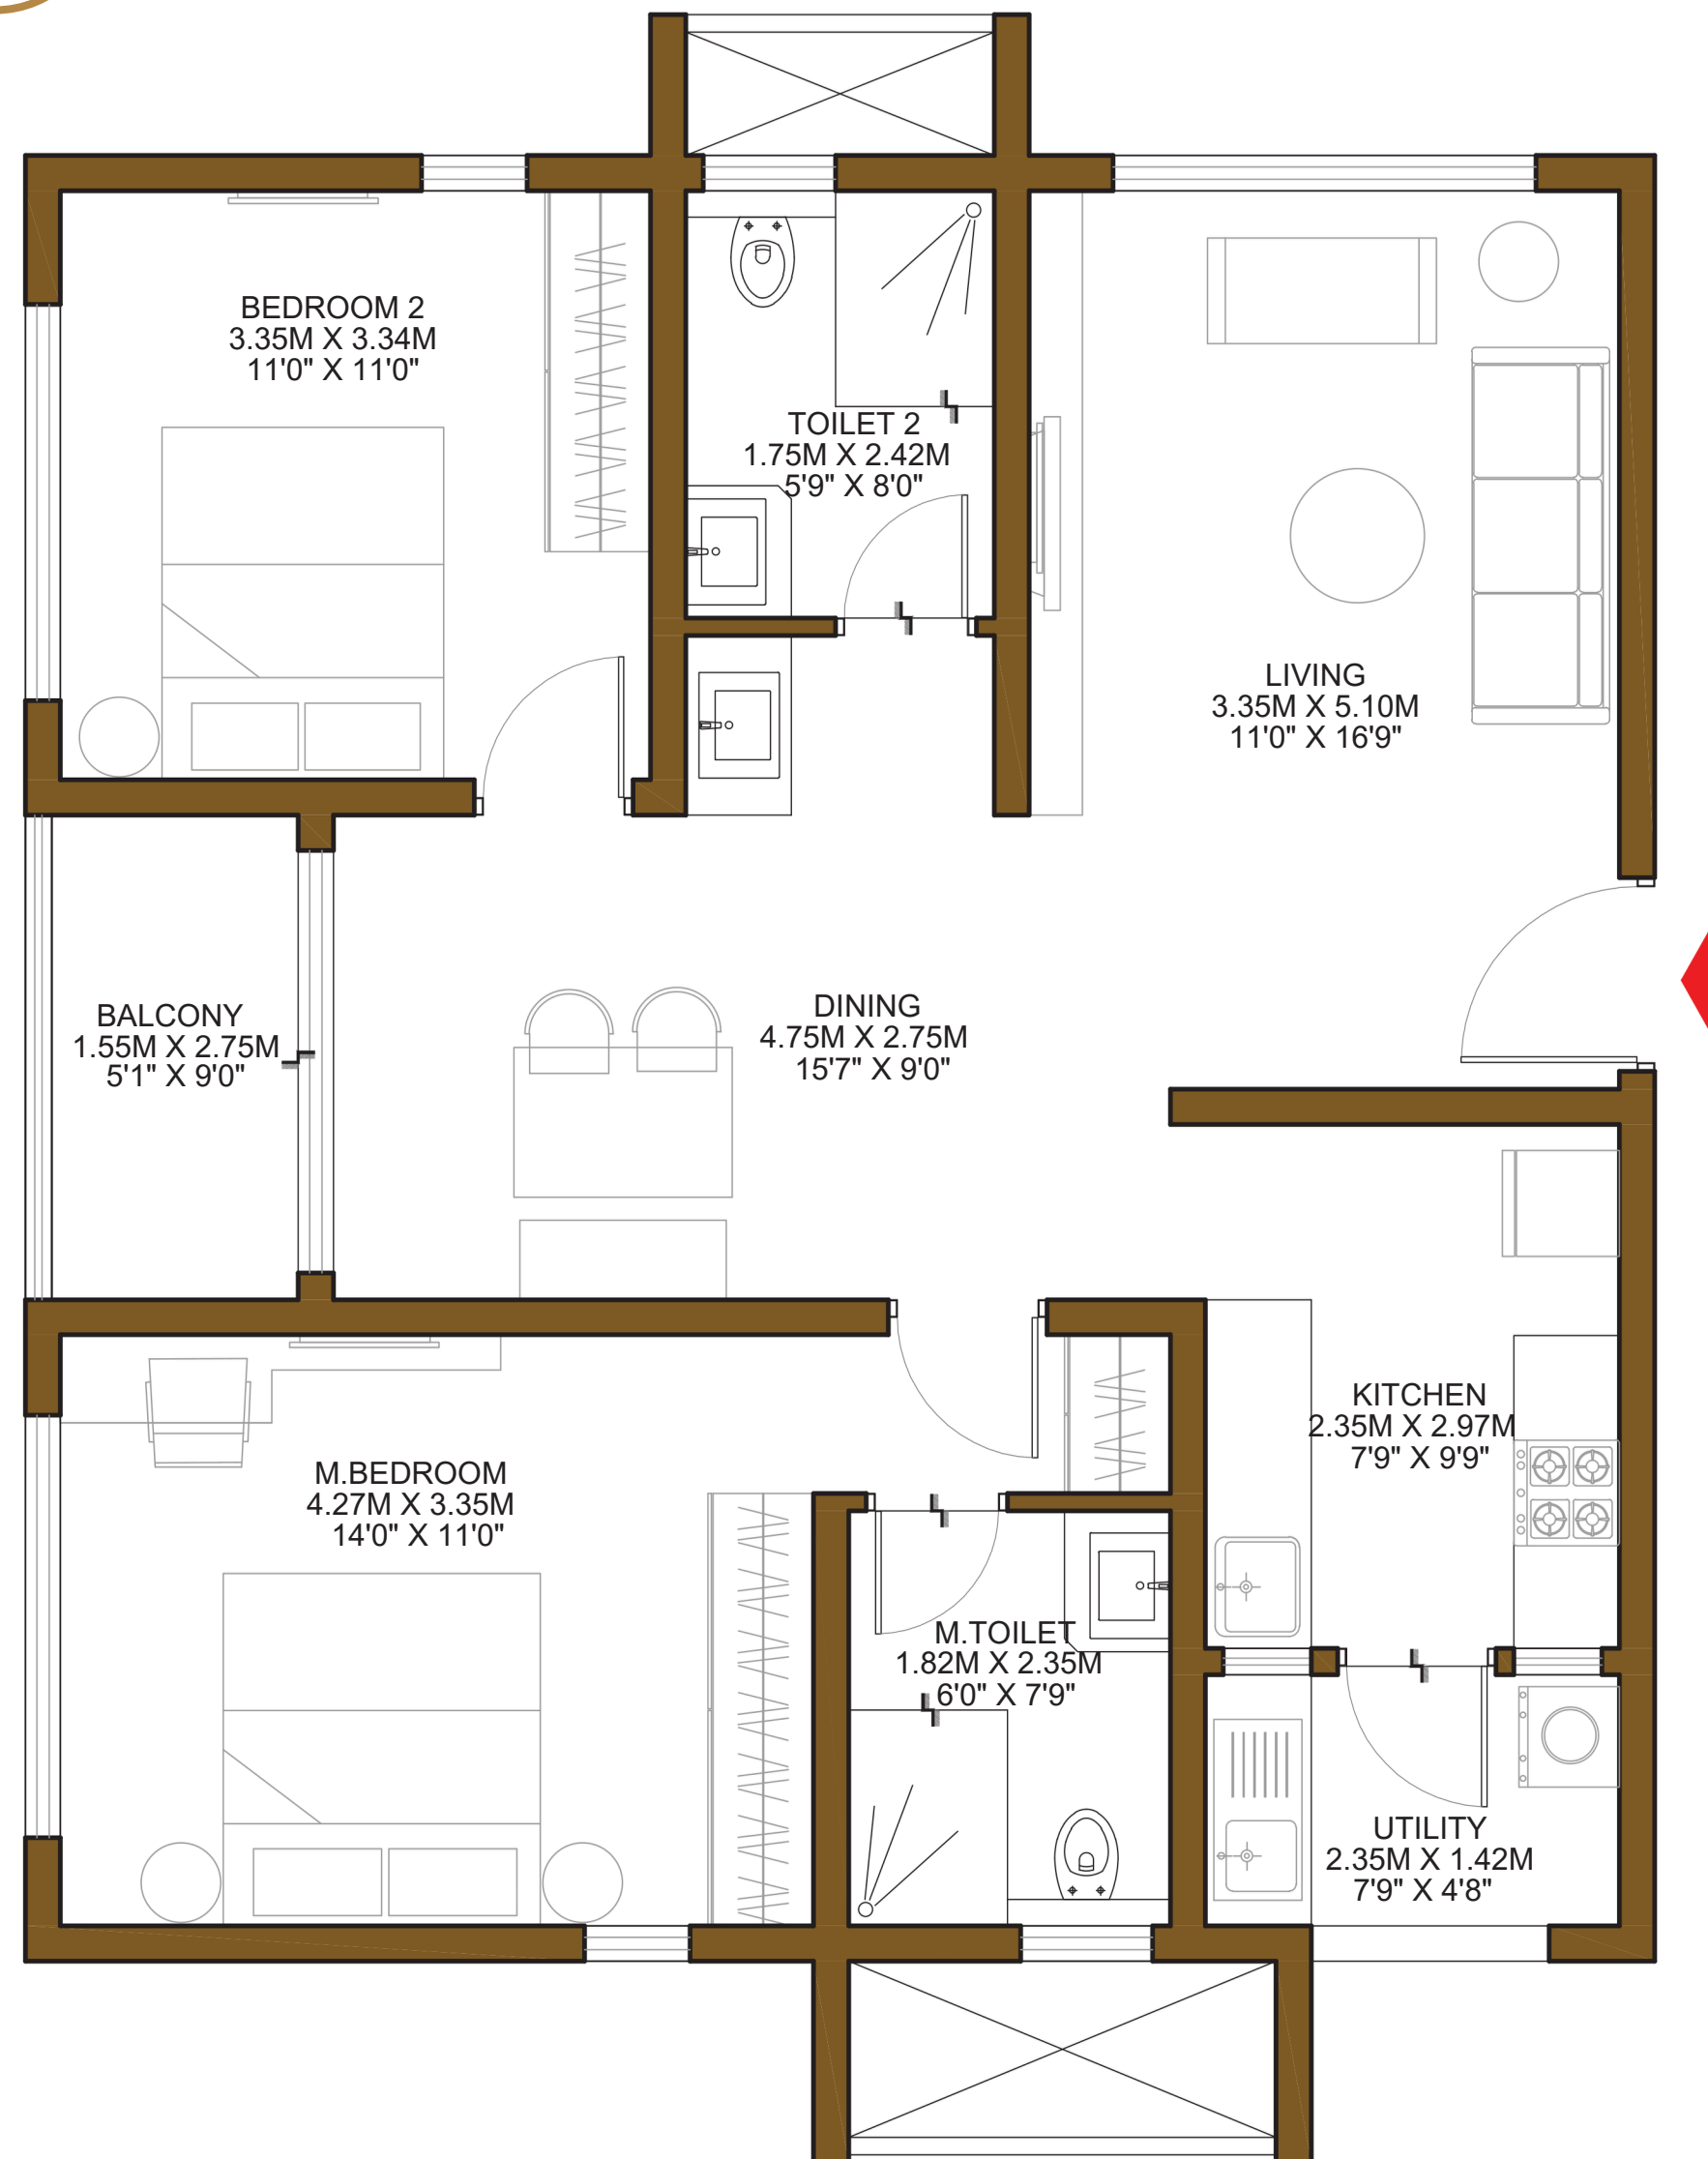 BEDROOM 2
3.35M X 3.34M
11'0" X 11'0"
TOILET 2
1.75M X 2.42M
5'9" X 8'0"
LIVING
3.35M X 5.10M
11'0" X 16'9"
BALCONY
1.55M X 2.75M
5'1" X 9'0"
DINING
4.75M X 2.75M
15'7" X 9'0"
KITCHEN
2.35M X 2.97M
7'9" X 9'9"
M.BEDROOM
4.27M X 3.35M
14'0" X 11'0"
M.TOILET
1.82M X 2.35M
6'0" X 7'9"
UTILITY
2.35M X 1.42M
7'9" X 4'8"